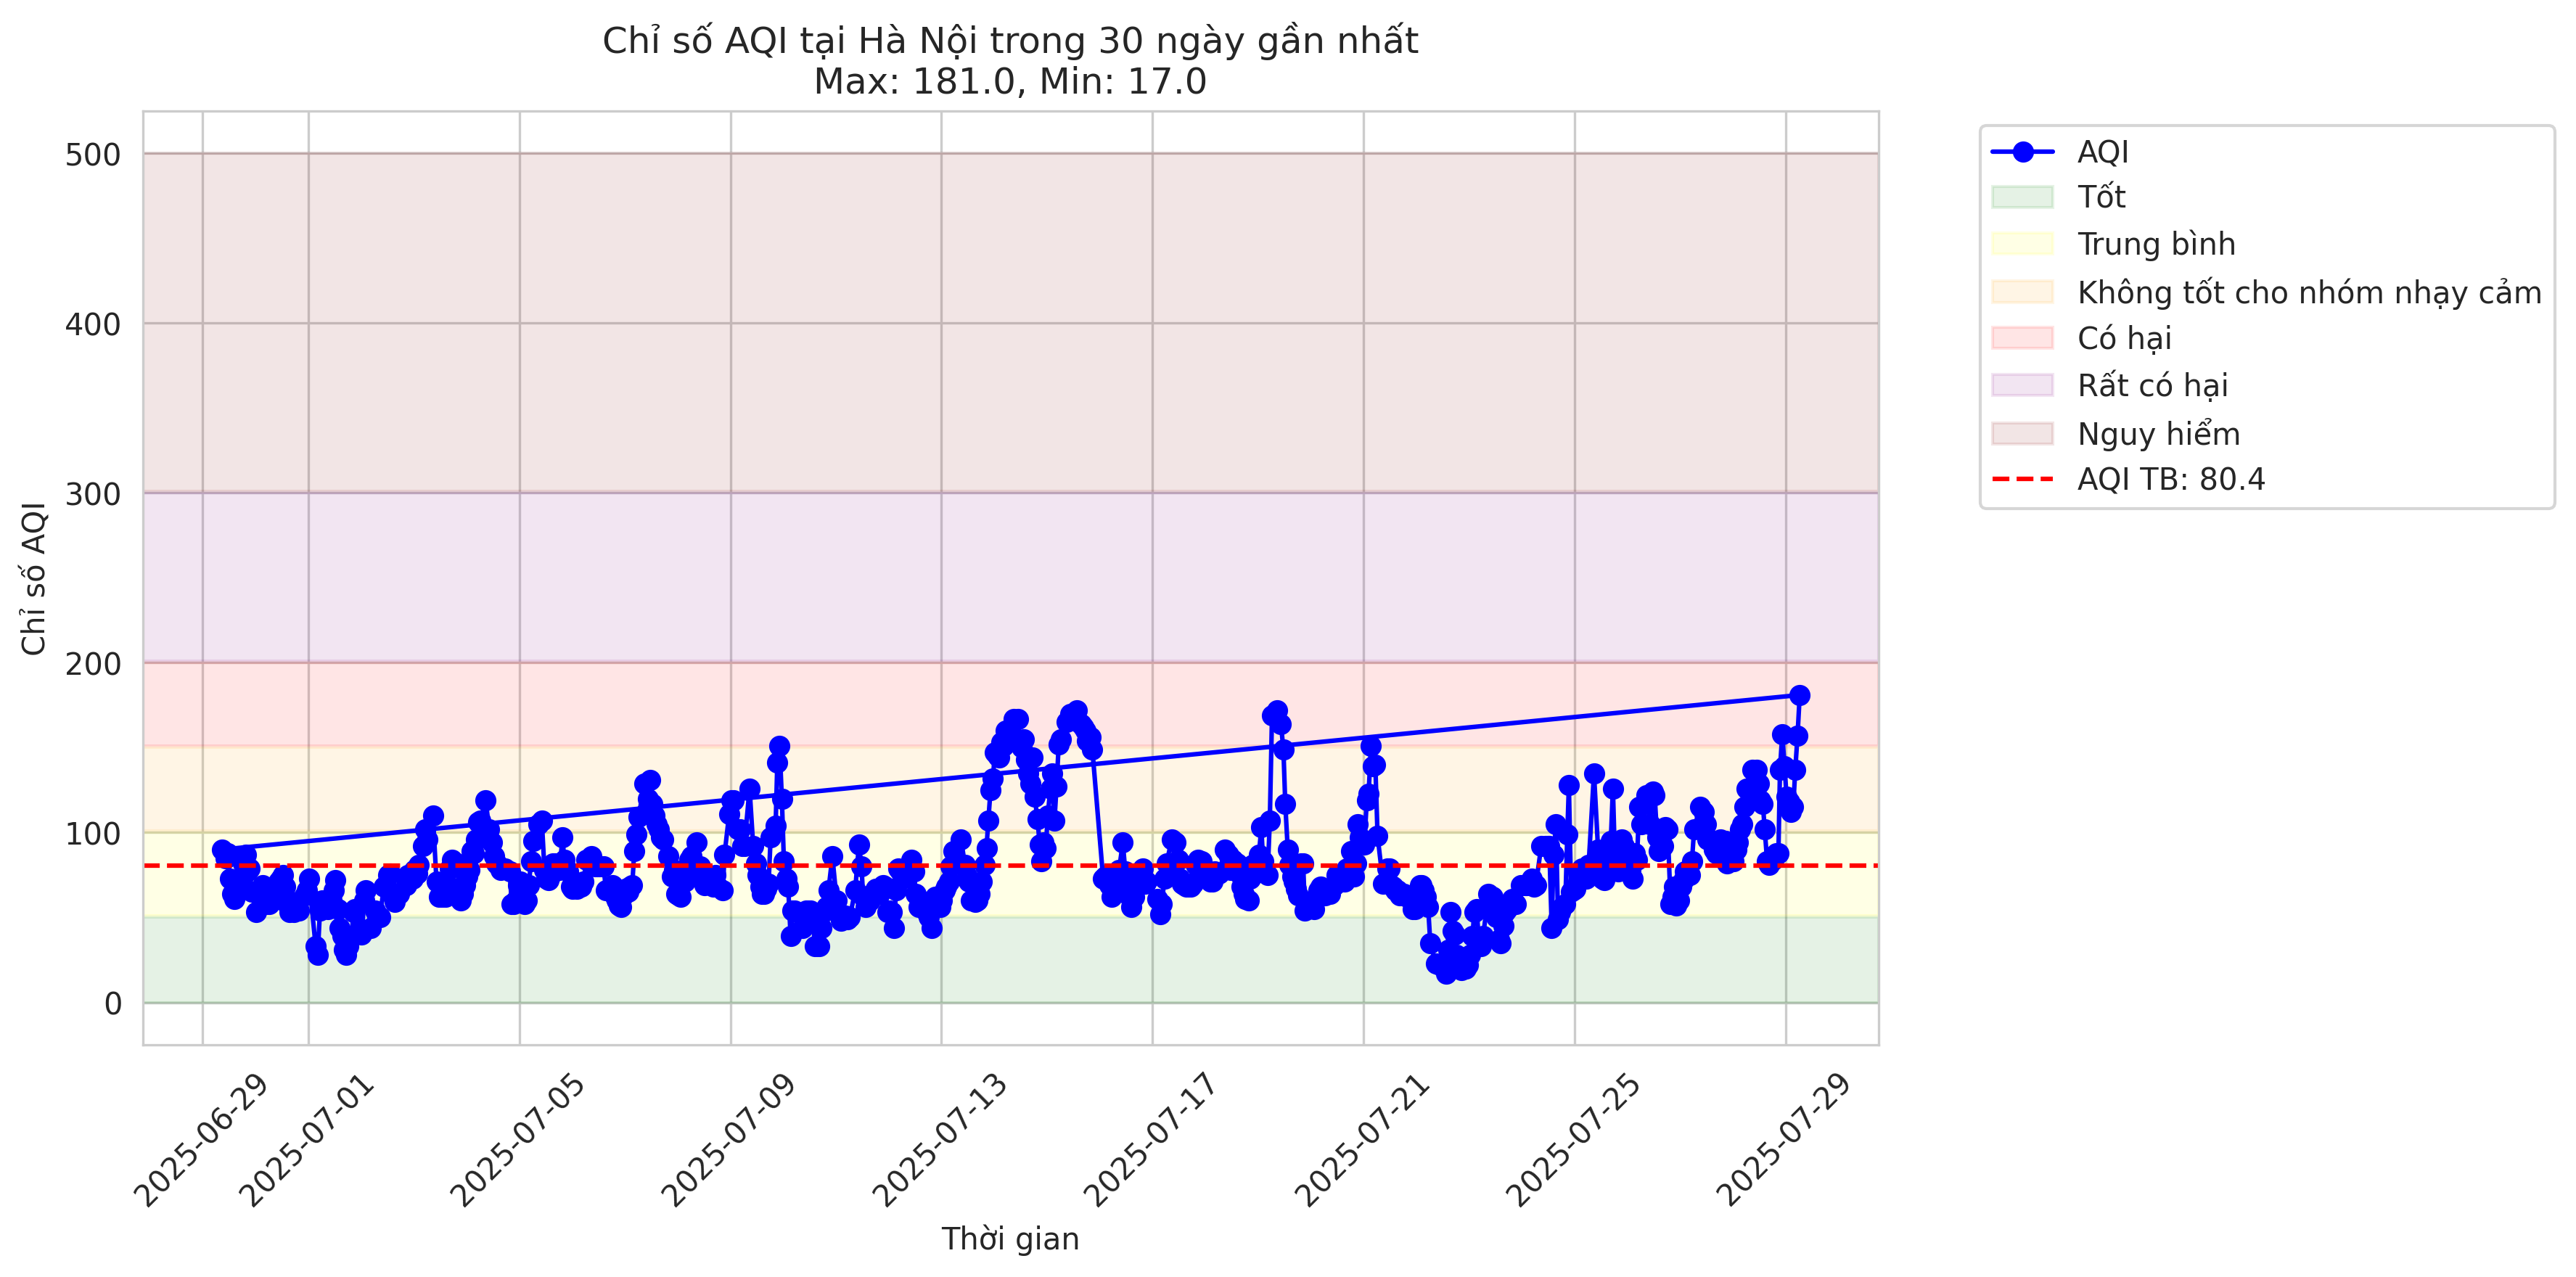 Chỉ số AQI tại Hà Nội trong 30 ngày gần nhất
Max: 181.0, Min: 17.0
Chỉ số AQI
500
400
300
200
100
0
2025-06-29
2025-07-01
2025-07-05
2025-07-09
2025-07-13
2025-07-17
2025-07-21
2025-07-25
2025-07-29
Thời gian
AQI
Tốt
Trung bình
Không tốt cho nhóm nhạy cảm
Có hại
Rất có hại
Nguy hiểm
AQI TB: 80.4